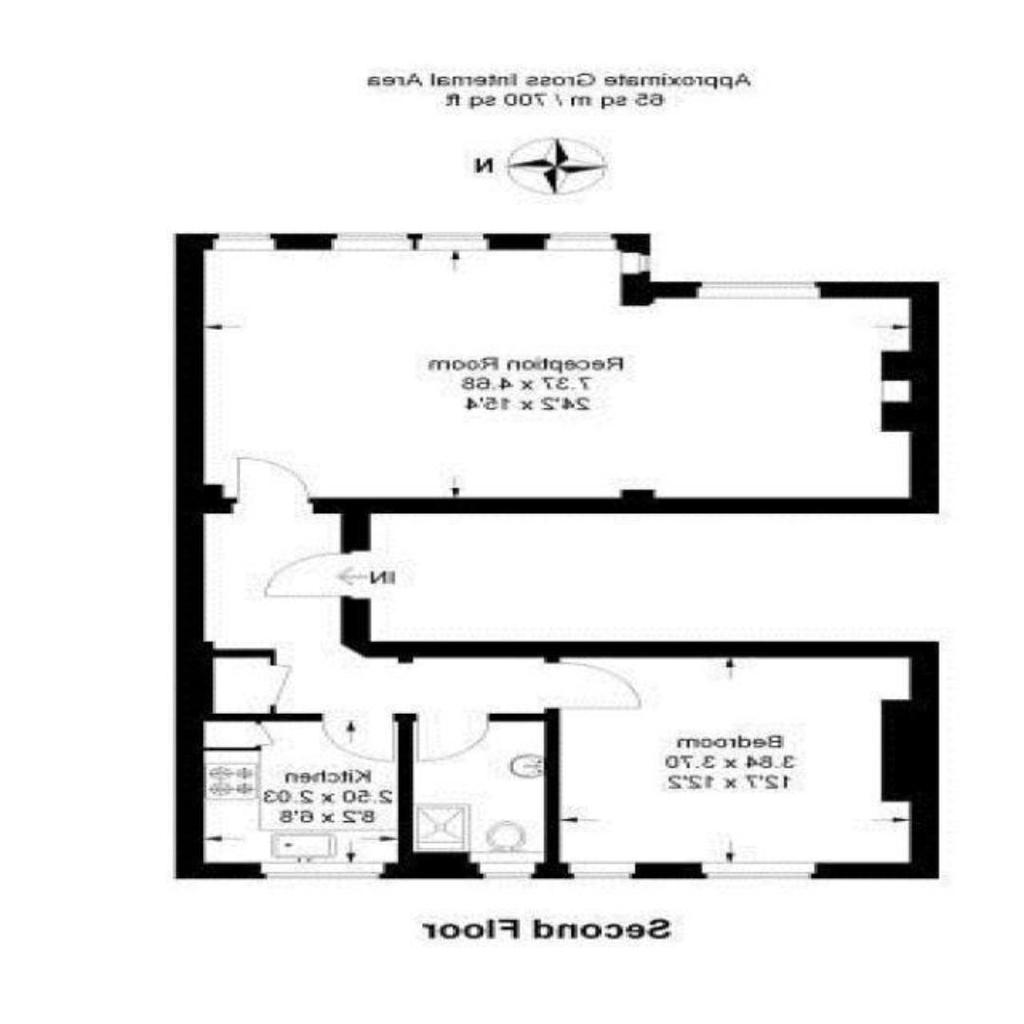 Approximate Gross Internal Area
65 sq m / 700 sq ft
N
Reception Room
7.37 x 4.68
24'2 x 15'4
IN
Bedroom
3.84 x 3.70
12'7 x 12'2
Kitchen
2.50 x 2.03
8'2 x 6'8
Second Floor